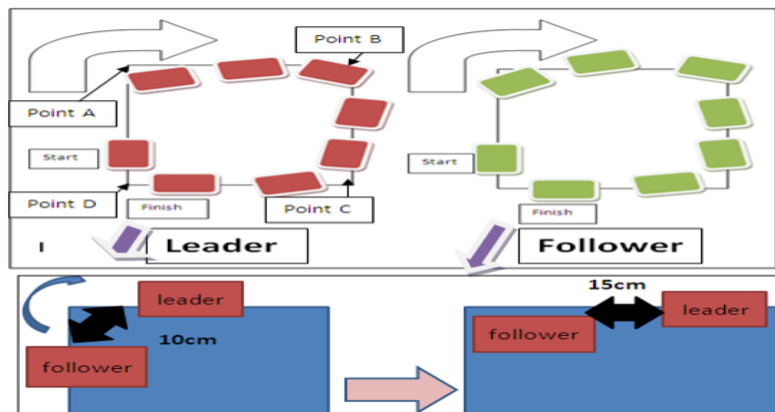 Point B
Point A
Start
Point D
Finish
Point C
I
Leader
Start
Finish
Follower
leader
10cm
follower
15cm
follower
leader